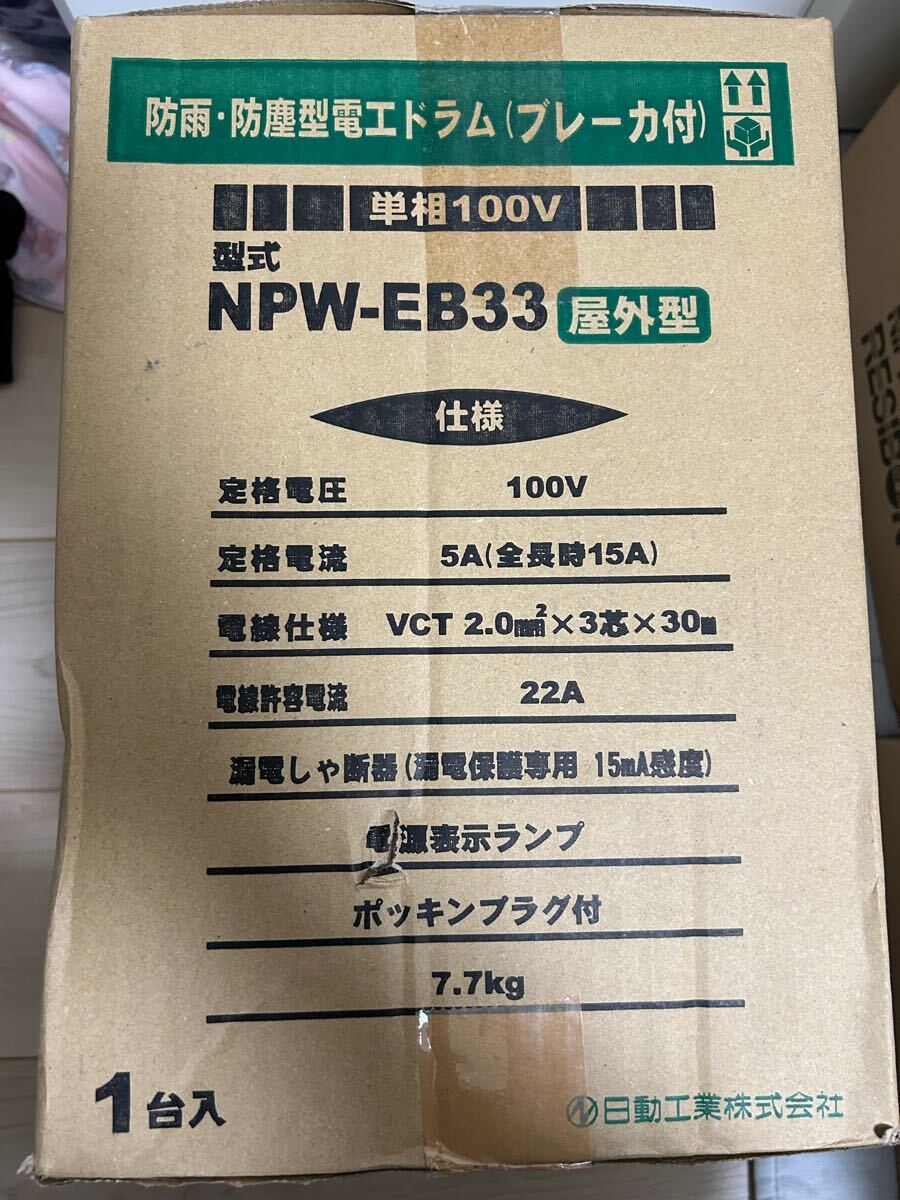 防雨・防塵型電工ドラム(ブレーカ付)
単相100V
型式
NPW-EB33 屋外型
仕様
定格電圧 100V
定格電流 5A(全長時15A)
電線仕様 VCT 2.0mm²×3芯×30m
電線許容電流 22A
漏電しゃ断器(漏電保護専用 15mA感度)
電源表示ランプ
ポッキンプラグ付
7.7kg
1台入
日動工業株式会社